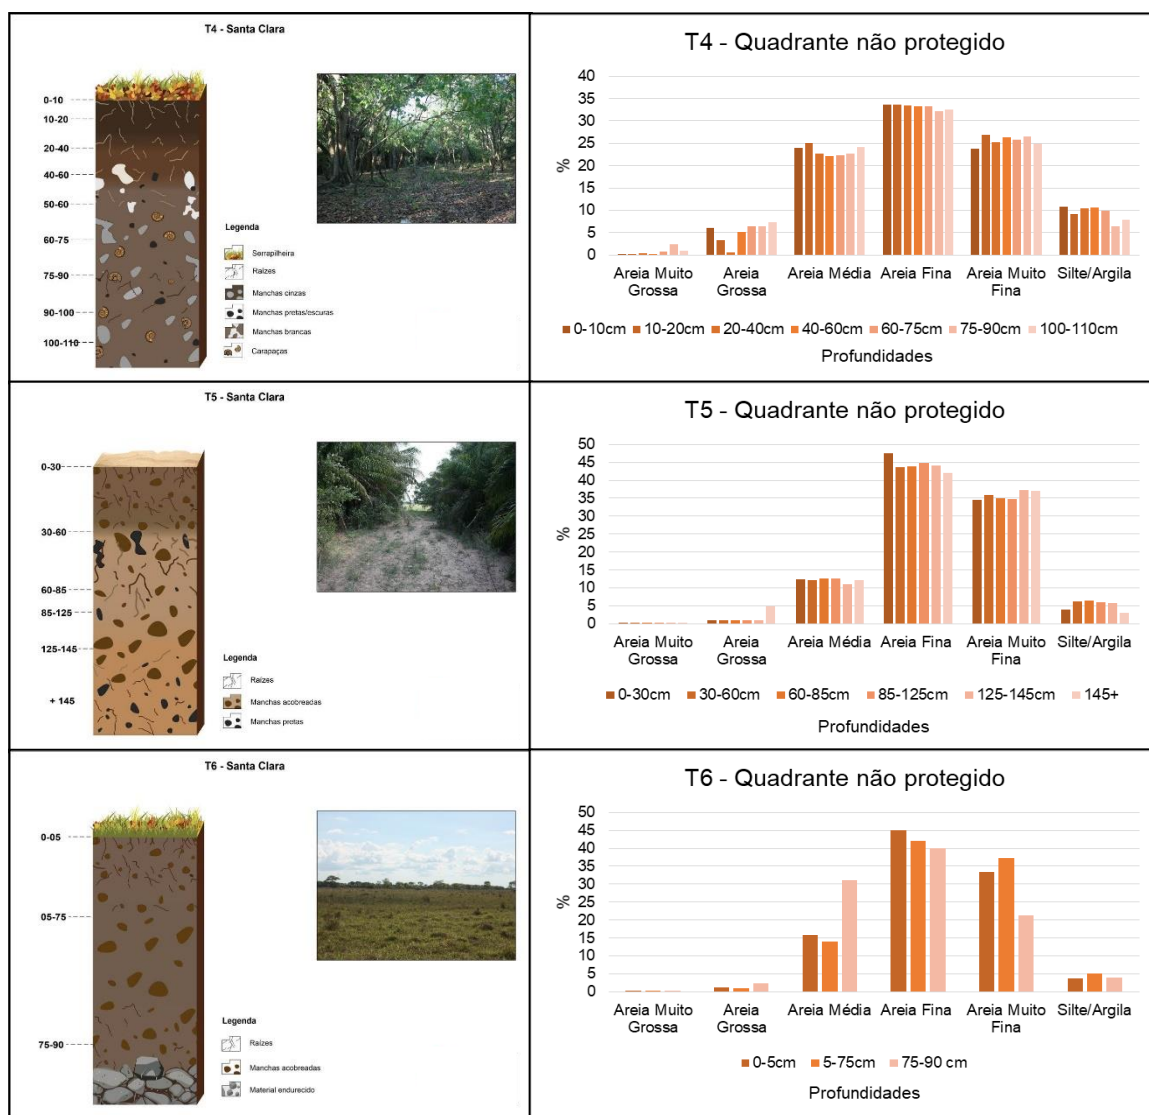 T4 - Santa Clara
0-10
10-20
20-40
40-60
50-60
60-75
75-90
90-100
100-110
Legenda
Serrapilheira
Raízes
Manchas cinzas
Manchas pretas/escuras
Manchas brancas
Carapaças
T4 - Quadrante não protegido
40
35
30
25
20
15
10
5
0
%
Areia Muito Grossa
Areia Grossa
Areia Média
Areia Fina
Areia Muito Fina
Silte/Argila
0-10cm 10-20cm 20-40cm 40-60cm 60-75cm 75-90cm 100-110cm
Profundidades
T5 - Santa Clara
0-30
30-60
60-85
85-125
125-145
+ 145
Legenda
Raízes
Manchas acobreadas
Manchas pretas
T5 - Quadrante não protegido
50
45
40
35
30
25
20
15
10
5
0
%
Areia Muito Grossa
Areia Grossa
Areia Média
Areia Fina
Areia Muito Fina
Silte/Argila
0-30cm 30-60cm 60-85cm 85-125cm 125-145cm 145+
Profundidades
T6 - Santa Clara
0-05
05-75
75-90
Legenda
Raízes
Manchas acobreadas
Material endurecido
T6 - Quadrante não protegido
50
45
40
35
30
25
20
15
10
5
0
%
Areia Muito Grossa
Areia Grossa
Areia Média
Areia Fina
Areia Muito Fina
Silte/Argila
0-5cm 5-75cm 75-90 cm
Profundidades